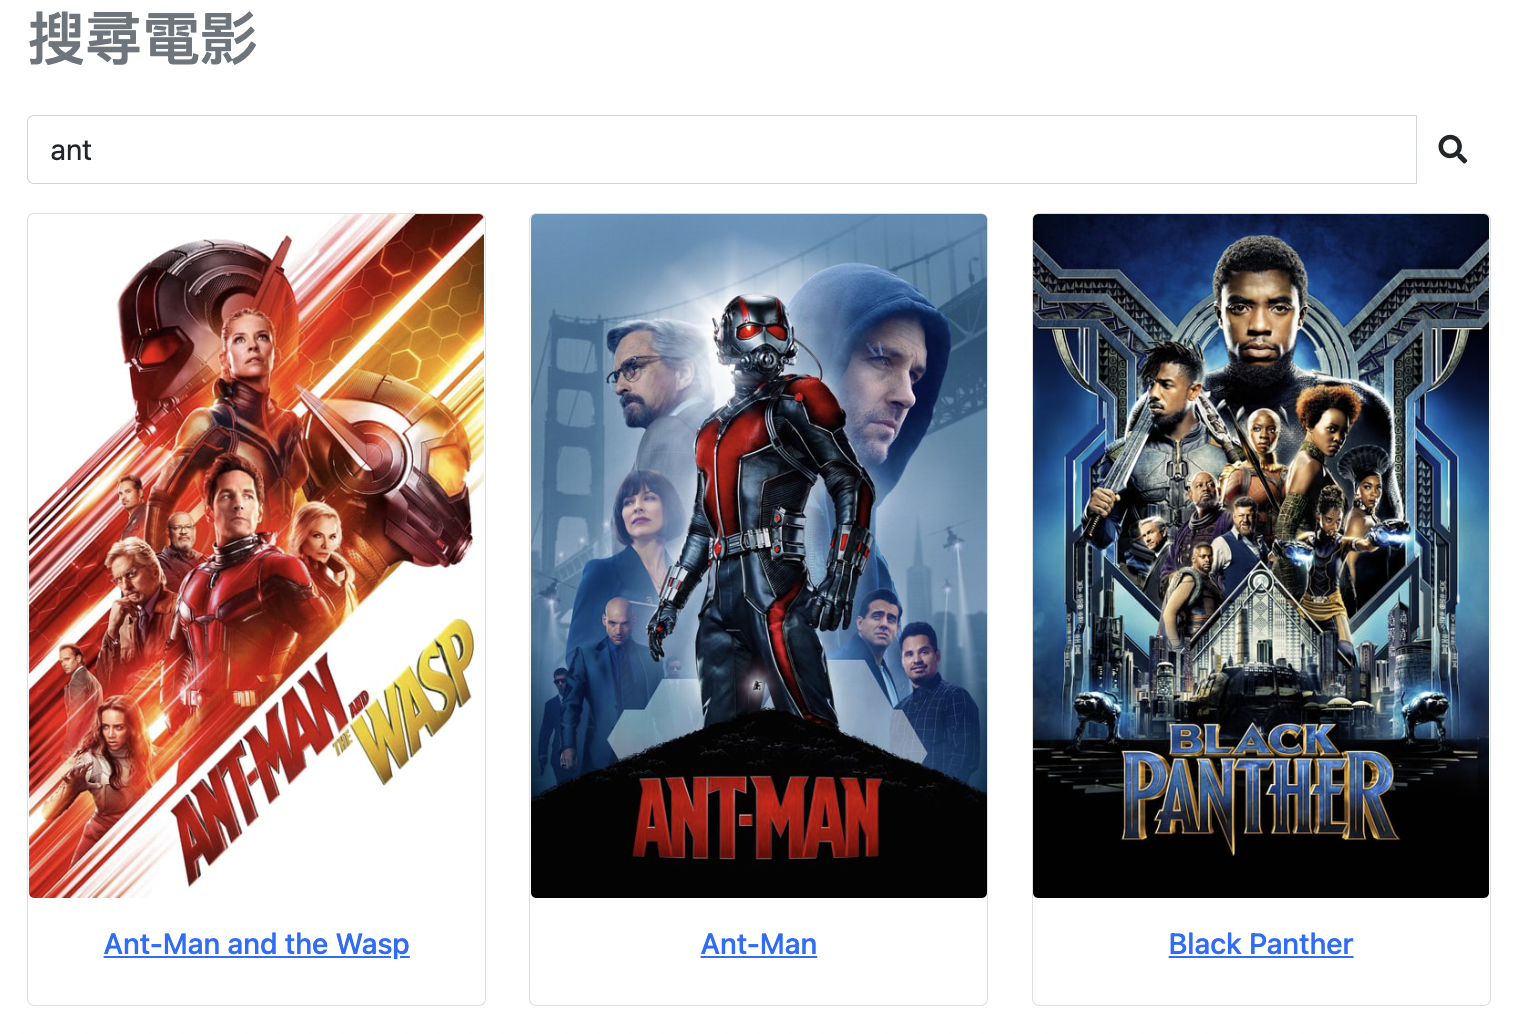 搜尋電影
ant
ANT-MAN
AND
THE
WASP
ANT-MAN
BLACK
PANTHER
Ant-Man and the Wasp
Ant-Man
Black Panther